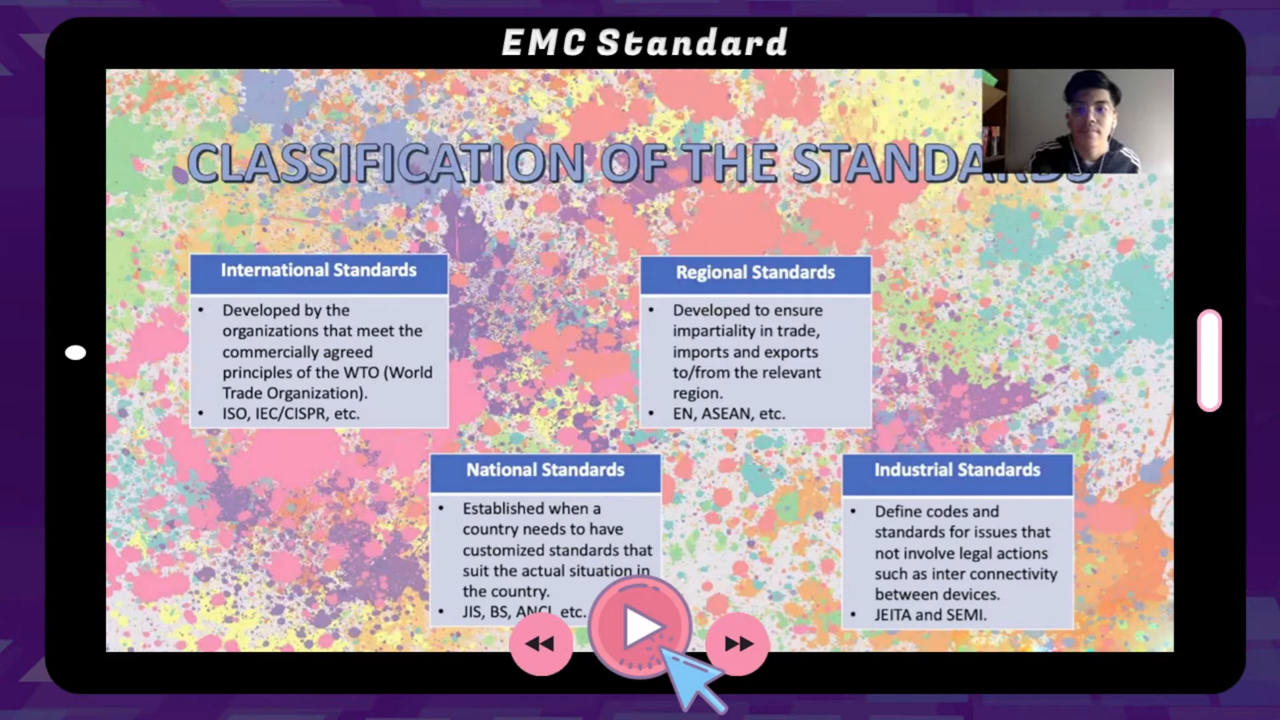 EMC Standard
CLASSIFICATION OF THE STANDARDS
International Standards
• Developed by the
organizations that meet the
commercially agreed
principles of the WTO (World
Trade Organization).
• ISO, IEC/CISPR, etc.
Regional Standards
• Developed to ensure
impartiality in trade,
imports and exports
to/from the relevant
region.
• EN, ASEAN, etc.
National Standards
• Established when a
country needs to have
customized standards that
suit the actual situation in
the country.
• JIS, BS, ANCI, etc.
Industrial Standards
• Define codes and
standards for issues that
not involve legal actions
such as inter connectivity
between devices.
• JEITA and SEMI.